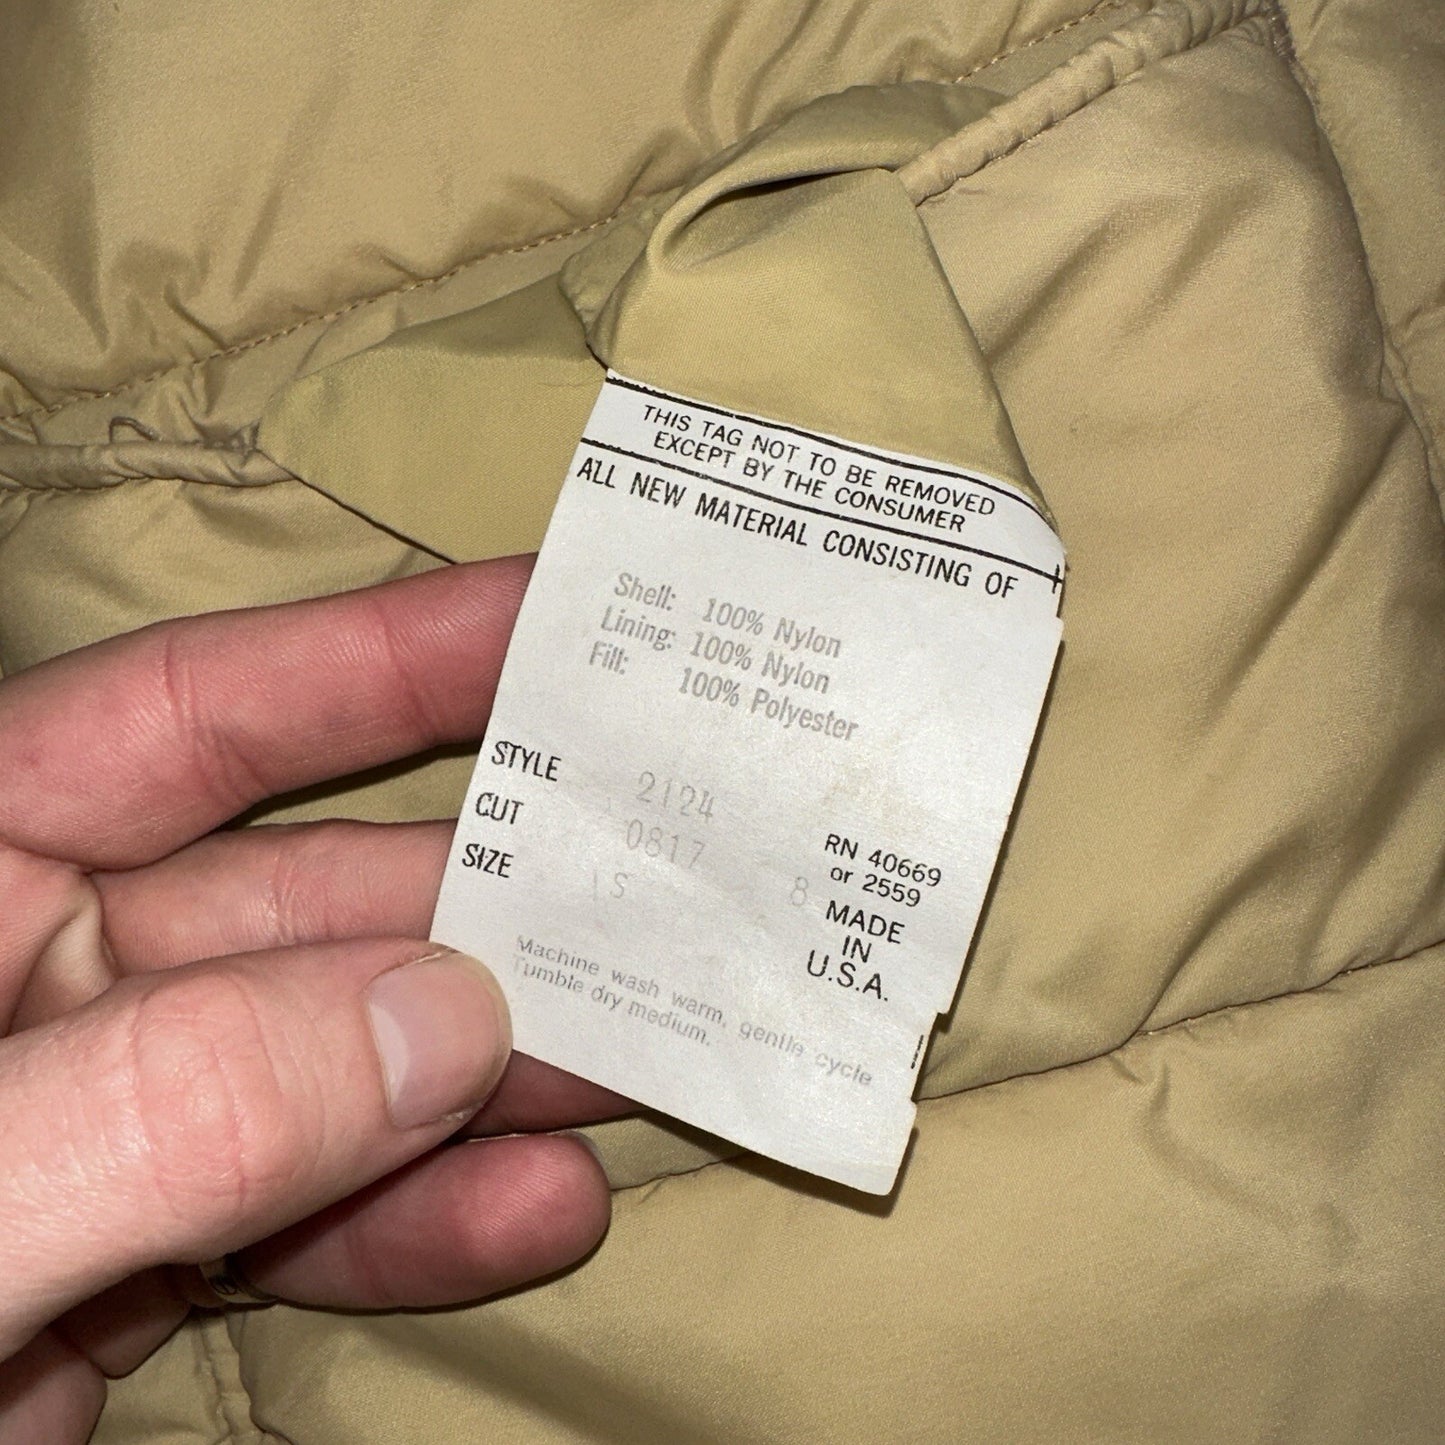 THIS TAG NOT TO BE REMOVED
EXCEPT BY THE CONSUMER
ALL NEW MATERIAL CONSISTING OF
Shell: 100% Nylon
Lining: 100% Nylon
Fill: 100% Polyester
STYLE 2124
CUT 0817
SIZE S 8
RN 40669
or 2559
MADE
IN
U.S.A.
Machine wash warm, gentle cycle
Tumble dry medium.